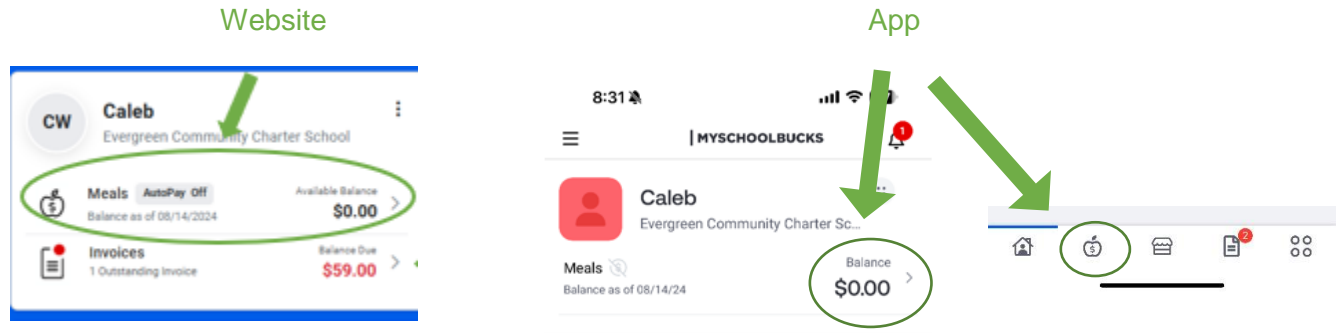 Website
App
CW
Caleb
Evergreen Community Charter School
Meals AutoPay Off
Available Balance
Balance as of 08/14/2024
$0.00
Invoices
Balance Due
1 Outstanding Invoice
$59.00
8:31
MYSCHOOLBUCKS
1
Caleb
Evergreen Community Charter Sc...
Meals
Balance
Balance as of 08/14/24
$0.00
$
2